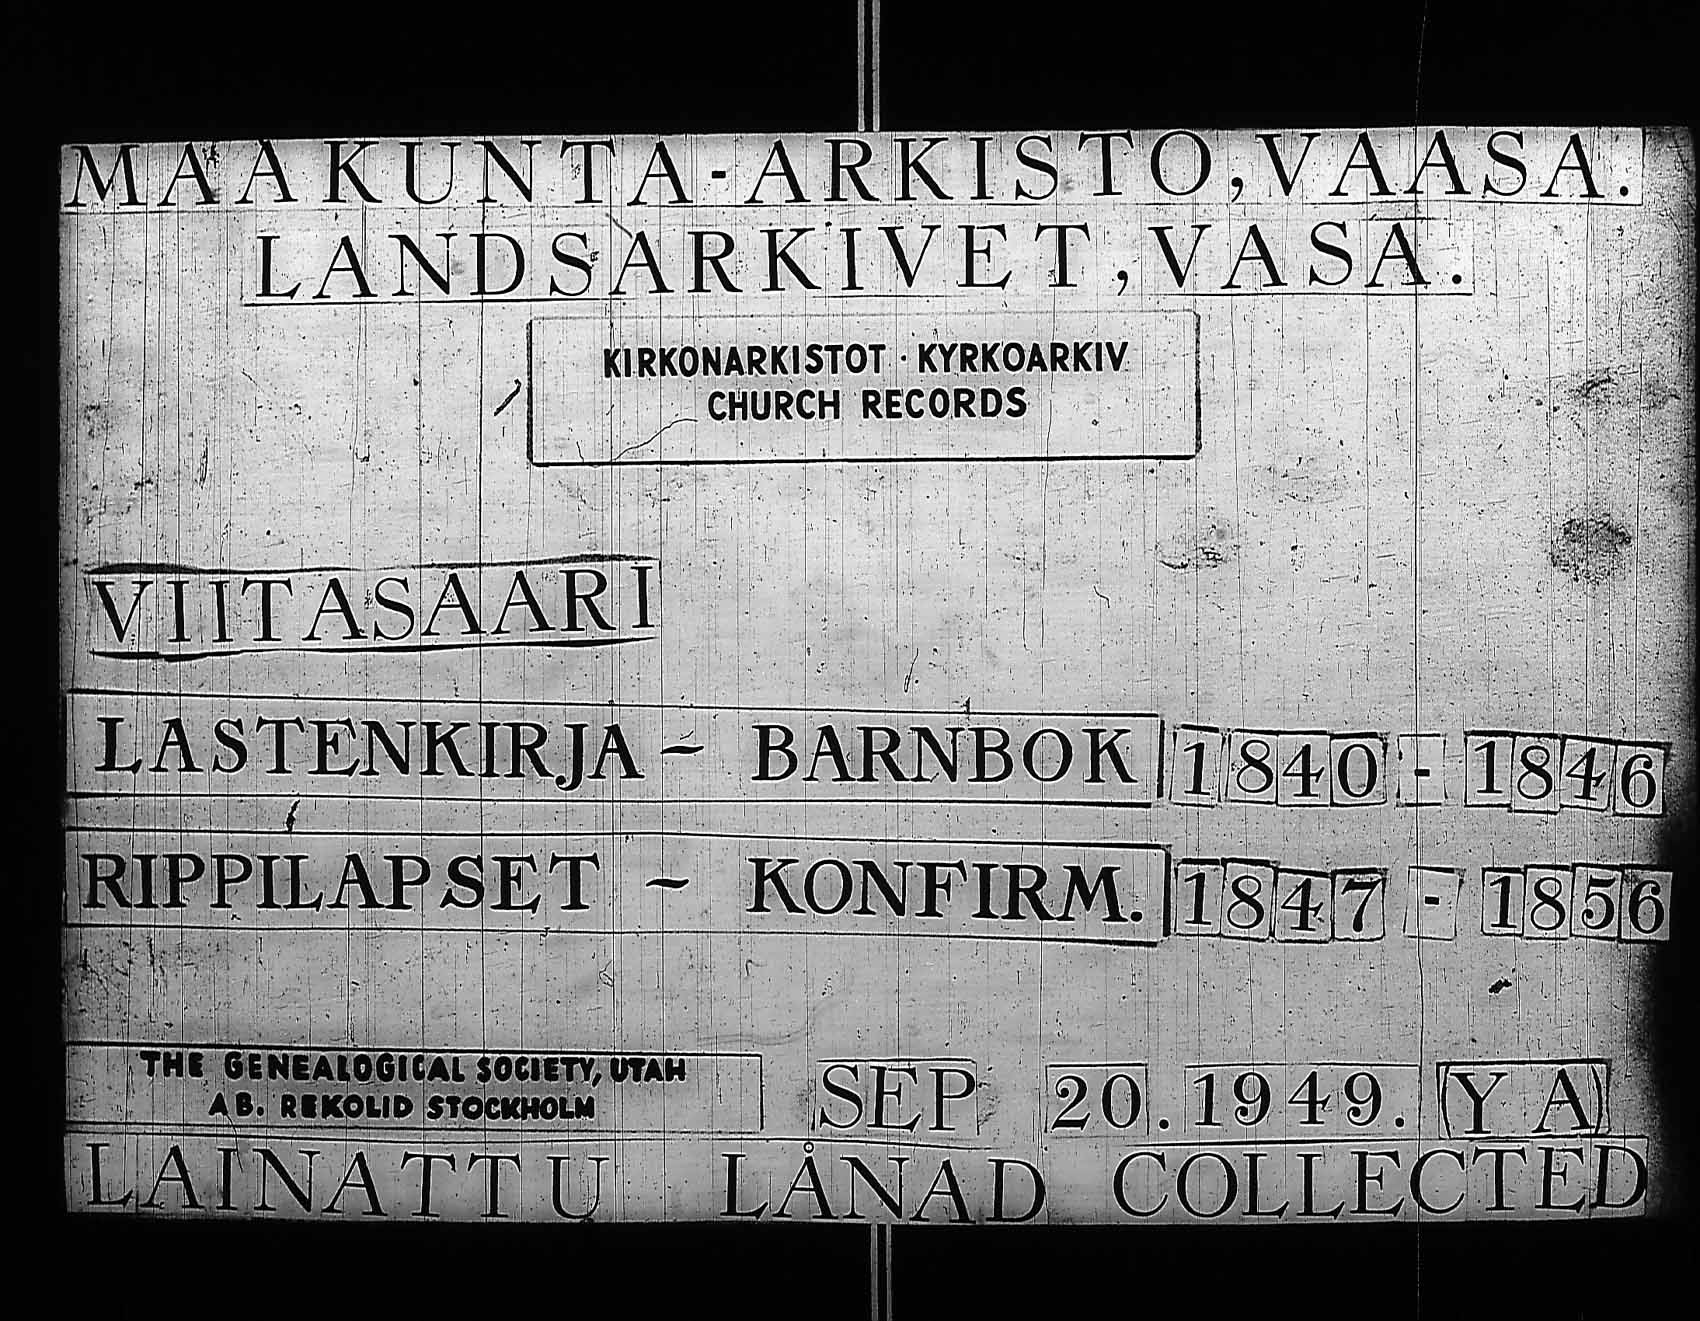 MAAKUNTA-ARKISTO, VAASA.
LANDSARKIVET, VASA.
KIRKONARKISTOT · KYRKOARKIV
CHURCH RECORDS
VIITASAARI
LASTENKIRJA - BARNBOK 1840 - 1846
RIPPILAPSET - KONFIRM. 1847 - 1856
THE GENEALOGICAL SOCIETY, UTAH
AB. REKOLID STOCKHOLM
SEP 20. 1949. (Y A)
LAINATTU LÅNAD COLLECTED